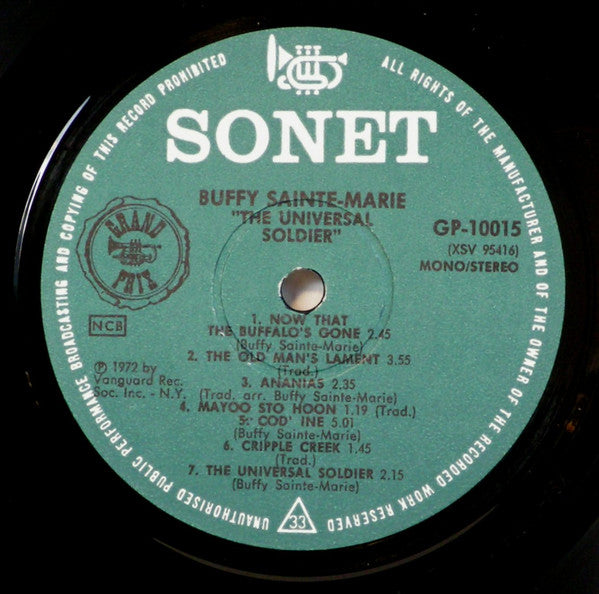 UNAUTHORISED PUBLIC PERFORMANCE BROADCASTING AND COPYING OF THIS RECORD PROHIBITED
ALL RIGHTS OF THE MANUFACTURER AND OF THE OWNER OF THE RECORDED WORK RESERVED
SONET
BUFFY SAINTE-MARIE
"THE UNIVERSAL
SOLDIER"
GRAND
PRIX
GP-10015
(XSV 95416)
MONO/STEREO
NCB
℗ 1972 by
Vanguard Rec.
Soc. Inc. - N.Y.
1. NOW THAT
THE BUFFALO'S GONE 2.45
(Buffy Sainte-Marie)
2. THE OLD MAN'S LAMENT 3.55
(Trad.)
3. ANANIAS 2.35
(Trad. arr. Buffy Sainte-Marie)
4. MAYOO STO HOON 1.19 (Trad.)
5. COD' INE 5.01
(Buffy Sainte-Marie)
6. CRIPPLE CREEK 1.45
(Trad.)
7. THE UNIVERSAL SOLDIER 2.15
(Buffy Sainte-Marie)
33